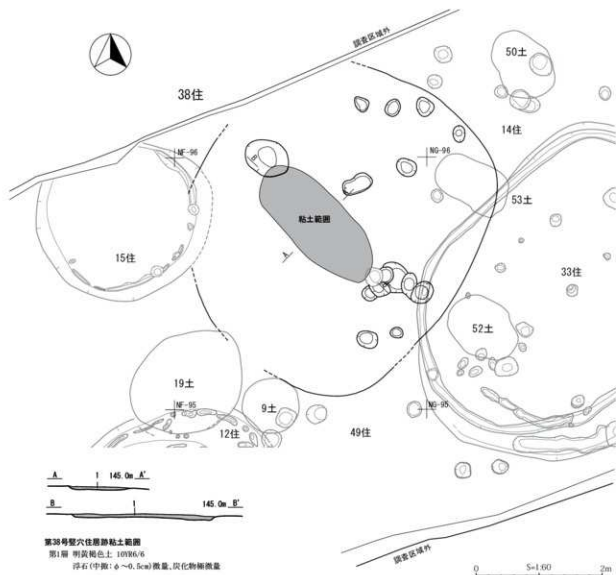 調査区域外
50土
38住
14住
NF-96
NG-96
53土
粘土範囲
15住
A
B
33住
52土
19土
NF-95
9土
NG-95
12住
49住
A 1 145.0m A'
B 1 145.0m B'
第38号竪穴住居跡粘土範囲
第1層 明黄褐色土 10YR6/6
浮石(中掫:φ～0.5cm)微量,炭化物極微量
調査区域外
0 S=1:60 2m